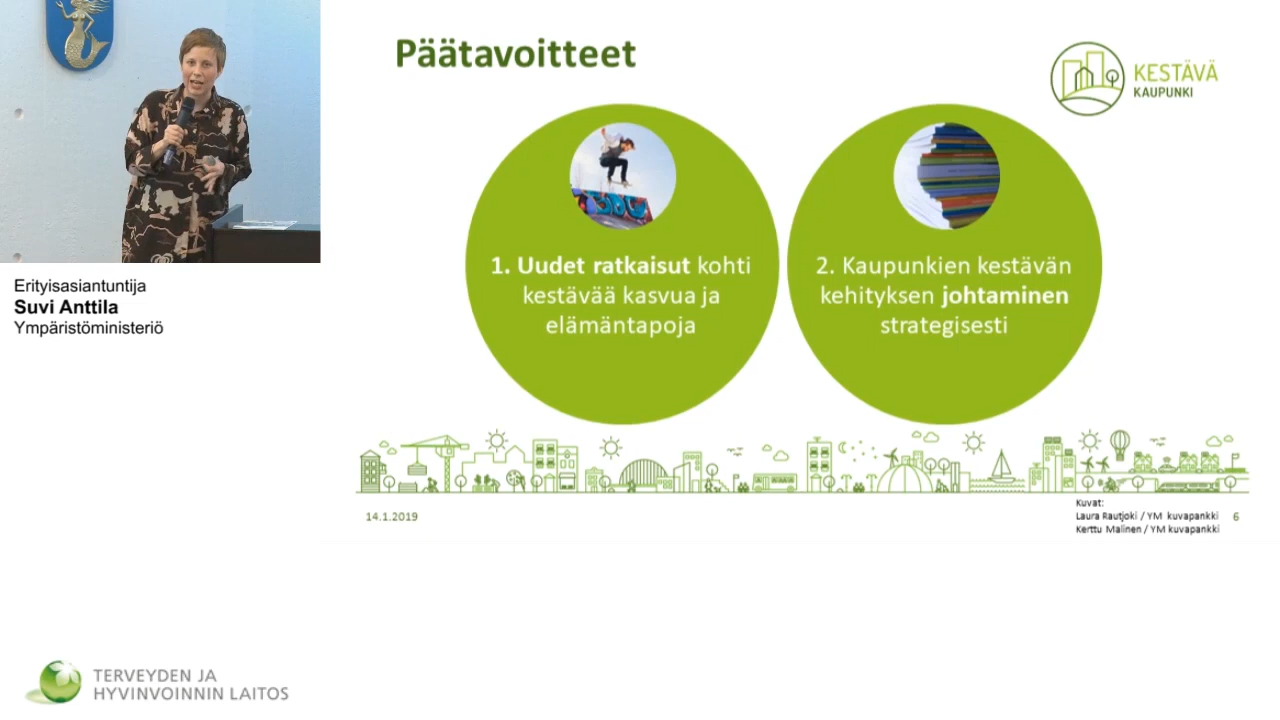 Päätavoitteet
KESTÄVÄ
KAUPUNKI
1. Uudet ratkaisut kohti
kestävää kasvua ja
elämäntapoja
2. Kaupunkien kestävän
kehityksen johtaminen
strategisesti
Erityisasiantuntija
Suvi Anttila
Ympäristöministeriö
14.1.2019
Kuvat:
Laura Rautjoki / YM kuvapankki
Kerttu Malinen / YM kuvapankki
6
TERVEYDEN JA
HYVINVOINNIN LAITOS